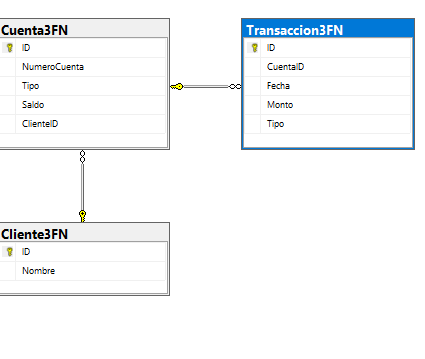 Cuenta3FN
ID
NumeroCuenta
Tipo
Saldo
ClienteID
Transaccion3FN
ID
CuentaID
Fecha
Monto
Tipo
Cliente3FN
ID
Nombre